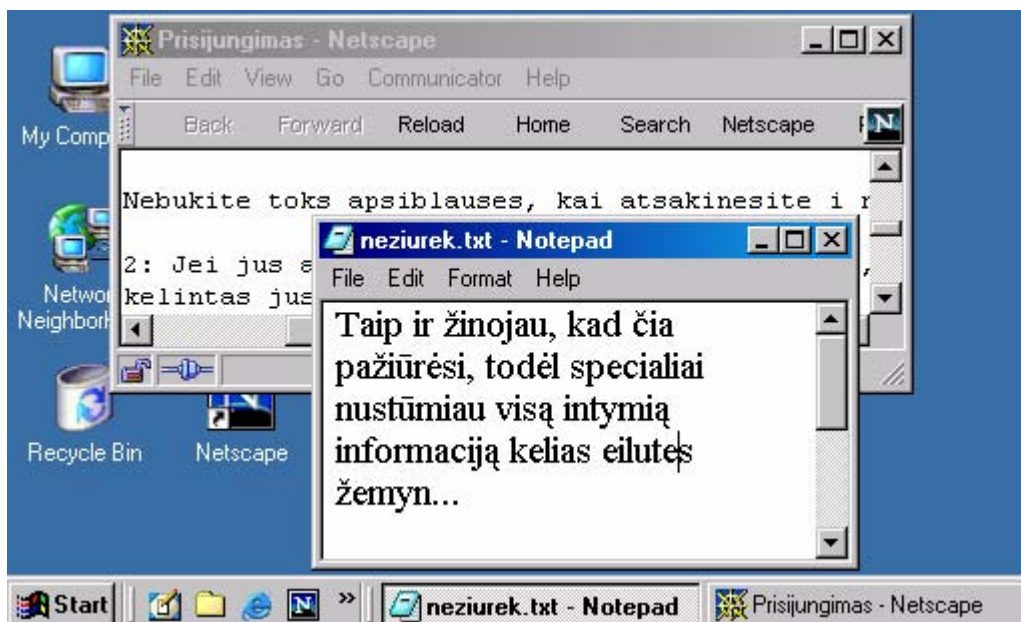 Prisijungimas - Netscape
File Edit View Go Communicator Help
Back Forward Reload Home Search Netscape
My Comp
Nebukite toks apsiblauses, kai atsakinesite i
2: Jei jus
kelintas jus
neziurek.txt - Notepad
File Edit Format Help
Taip ir žinojau, kad čia
pažiūrėsi, todėl specialiai
nustūmiau visą intymią
informaciją kelias eilutes
žemyn...
Networ
Neighborh
Recycle Bin
Netscape
Start
neziurek.txt - Notepad
Prisijungimas - Netscape